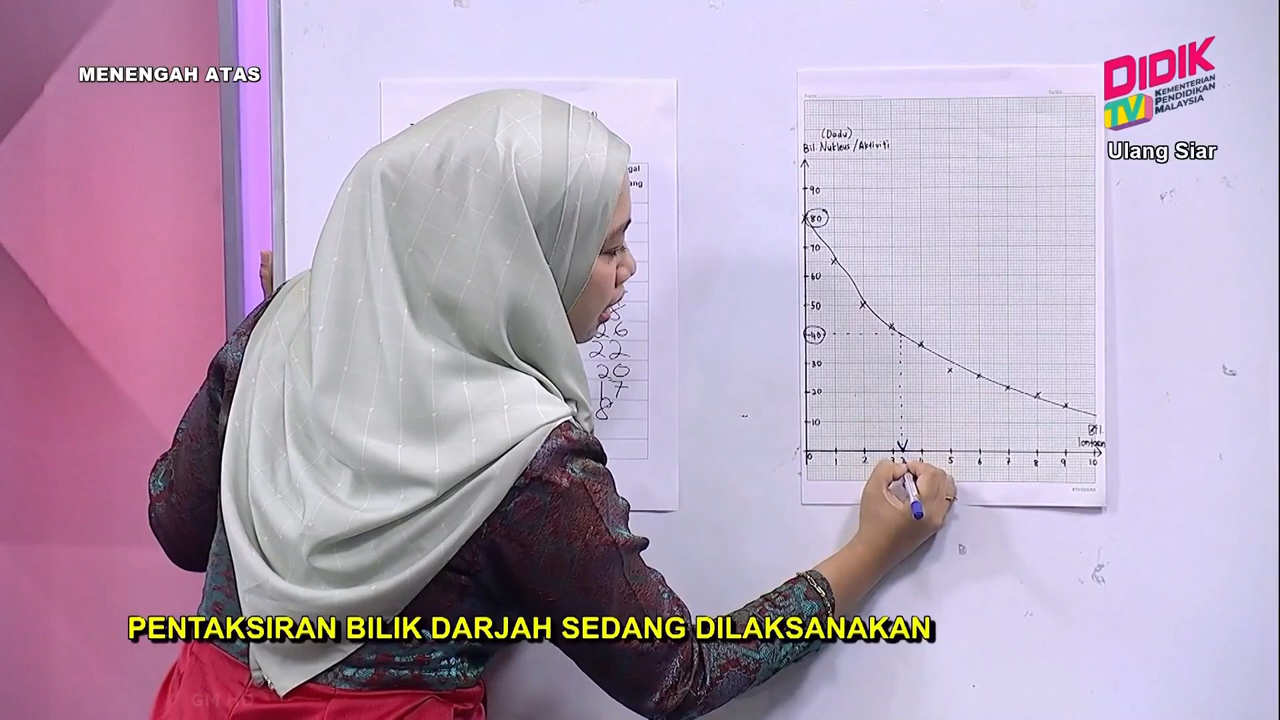 MENENGAH ATAS
DIDIK
TV
KEMENTERIAN
PENDIDIKAN
MALAYSIA
Ulang Siar
(Dadu)
Bil. Nukleus / Aktiviti
90
80
70
60
50
40
30
20
10
0 1 2 3 5 6 7 8 9 10
lontaran
gal
ang
26
22
20
17
8
PENTAKSIRAN BILIK DARJAH SEDANG DILAKSANAKAN